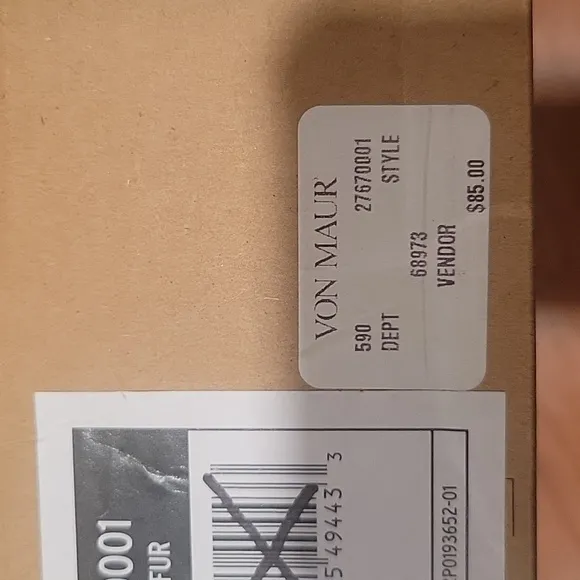 VON MAUR
590 27670001
DEPT STYLE
68973
VENDOR
$85.00
0001
FUR
5 49443 3
P0193652-01